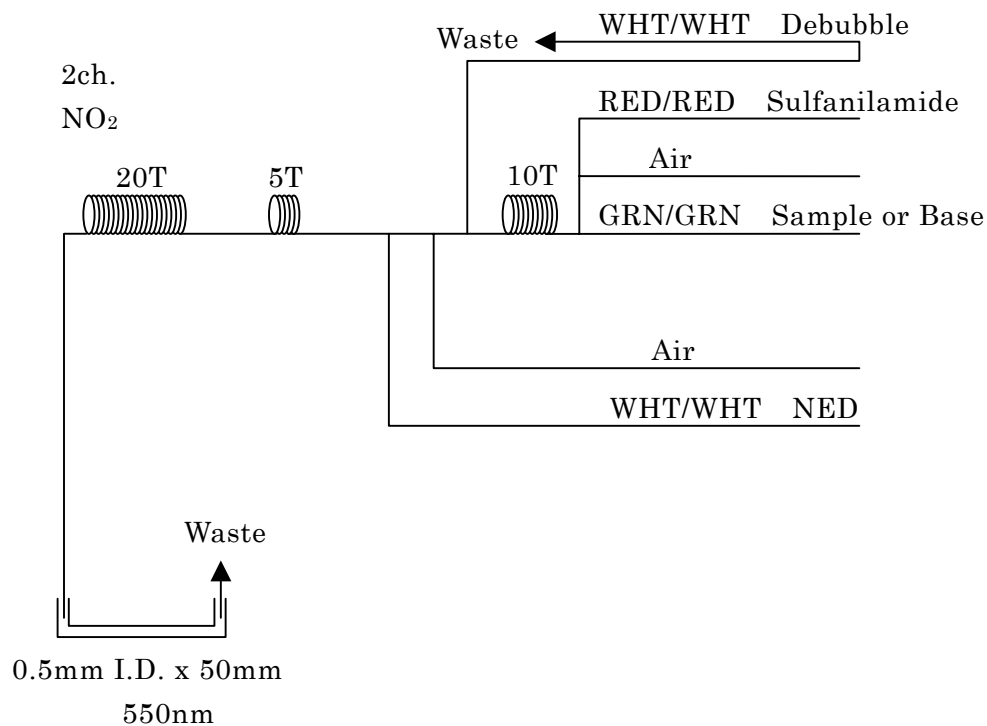 WHT/WHT Debubble
Waste
2ch.
NO₂
RED/RED Sulfanilamide
Air
20T
5T
10T
GRN/GRN Sample or Base
Air
WHT/WHT NED
Waste
0.5mm I.D. x 50mm
550nm